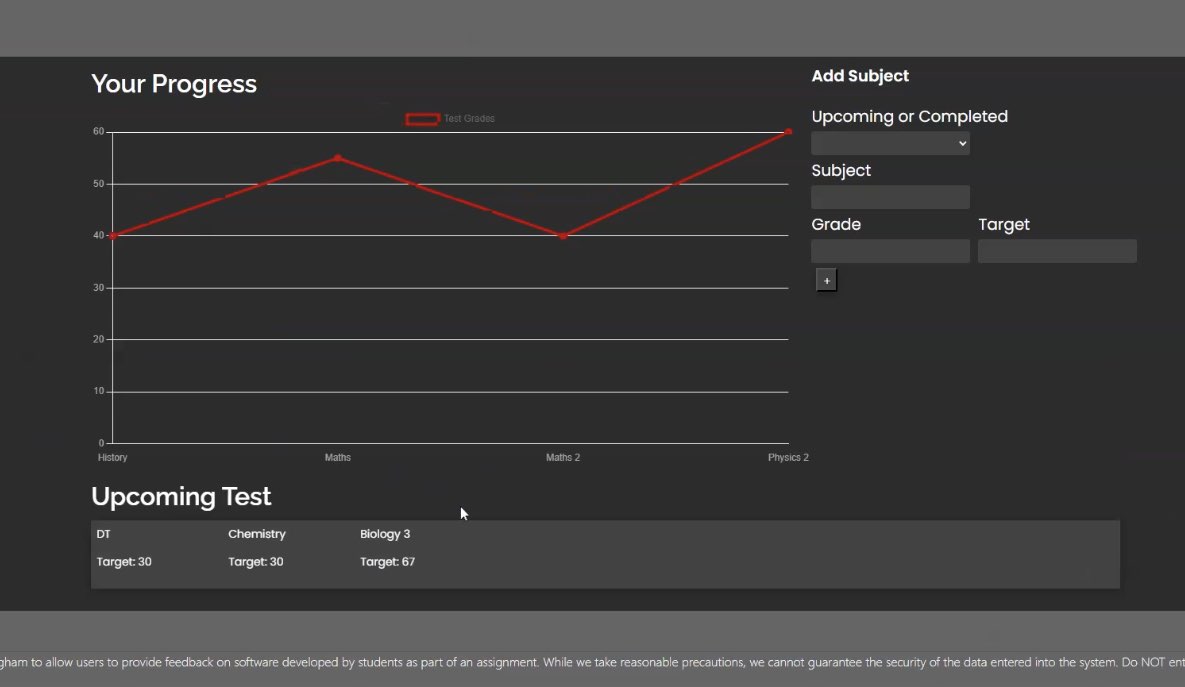 Your Progress
Test Grades
60
50
40
30
20
10
0
History Maths Maths 2 Physics 2
Add Subject
Upcoming or Completed
Subject
Grade Target
+
Upcoming Test
DT Chemistry Biology 3
Target: 30 Target: 30 Target: 67
gham to allow users to provide feedback on software developed by students as part of an assignment. While we take reasonable precautions, we cannot guarantee the security of the data entered into the system. Do NOT ent